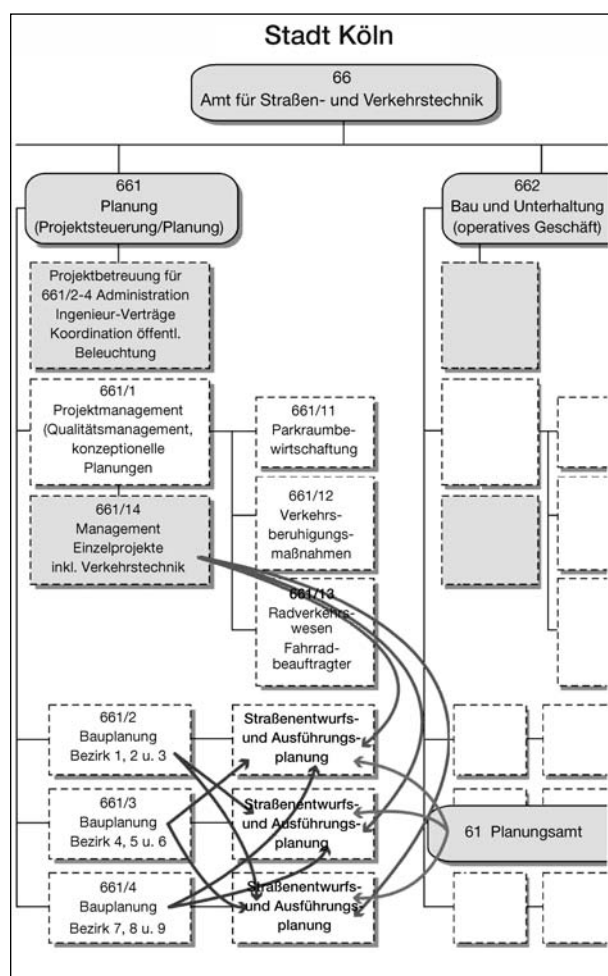 Stadt Köln
66
Amt für Straßen- und Verkehrstechnik
661
Planung
(Projektsteuerung/Planung)
662
Bau und Unterhaltung
(operatives Geschäft)
Projektbetreuung für
661/2-4 Administration
Ingenieur-Verträge
Koordination öffentl.
Beleuchtung
661/1
Projektmanagement
(Qualitätsmanagement,
konzeptionelle
Planungen
661/11
Parkraumbe-
wirtschaftung
661/12
Verkehrs-
beruhigungs-
maßnahmen
661/14
Management
Einzelprojekte
inkl. Verkehrstechnik
661/13
Radverkehrs-
wesen
Fahrrad-
beauftragter
661/2
Bauplanung
Bezirk 1, 2 u. 3
Straßenentwurfs-
und Ausführungs-
planung
661/3
Bauplanung
Bezirk 4, 5 u. 6
Straßenentwurfs-
und Ausführungs-
planung
61 Planungsamt
661/4
Bauplanung
Bezirk 7, 8 u. 9
Straßenentwurfs-
und Ausführungs-
planung